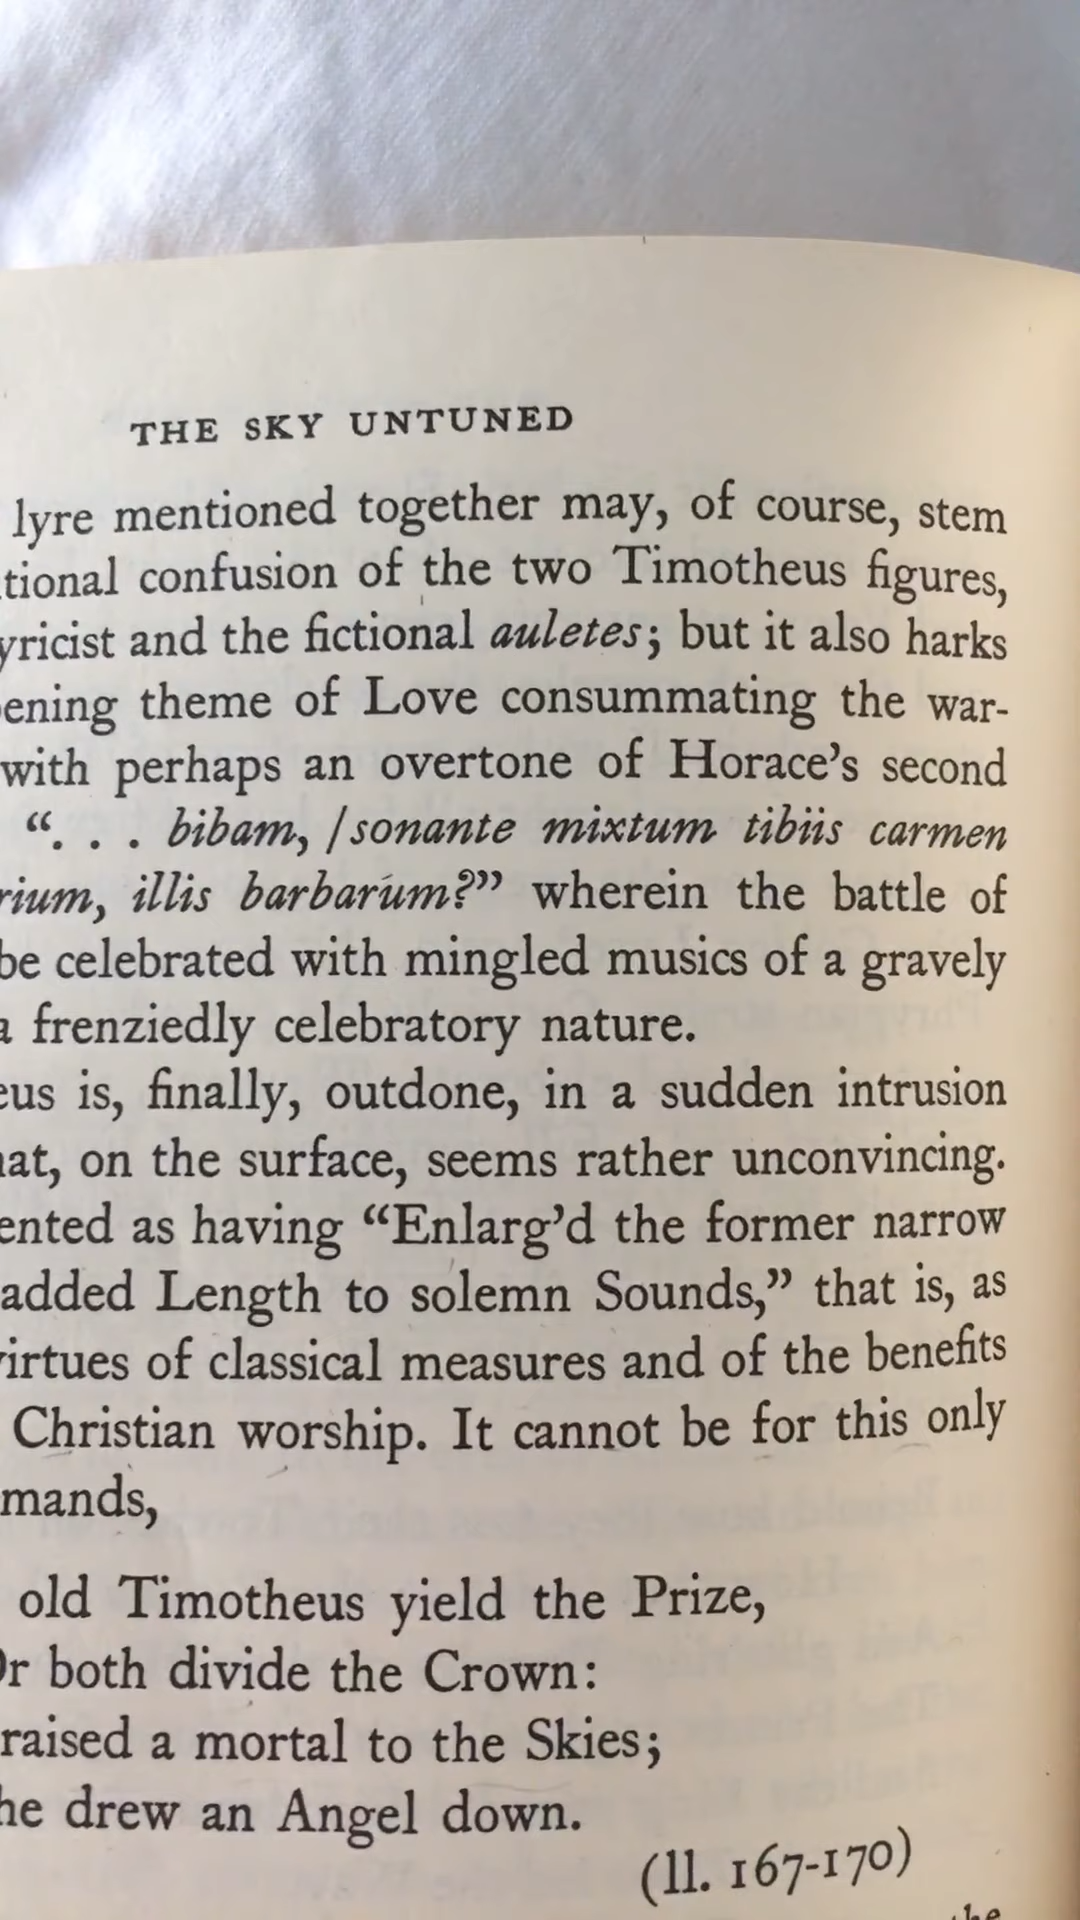 THE SKY UNTUNED
lyre mentioned together may, of course, stem
tional confusion of the two Timotheus figures,
yricist and the fictional auletes; but it also harks
ening theme of Love consummating the war-
with perhaps an overtone of Horace's second
". . . bibam, /sonante mixtum tibiis carmen
rium, illis barbarum?" wherein the battle of
be celebrated with mingled musics of a gravely
a frenziedly celebratory nature.
eus is, finally, outdone, in a sudden intrusion
hat, on the surface, seems rather unconvincing.
ented as having "Enlarg'd the former narrow
added Length to solemn Sounds," that is, as
virtues of classical measures and of the benefits
Christian worship. It cannot be for this only
mands,
old Timotheus yield the Prize,
Or both divide the Crown:
raised a mortal to the Skies;
he drew an Angel down.
(ll. 167-170)
the